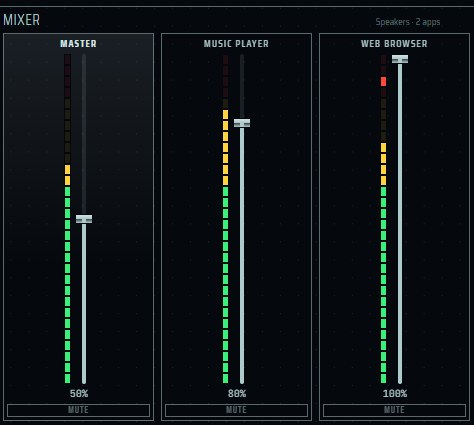 MIXER
Speakers · 2 apps
MASTER
MUSIC PLAYER
WEB BROWSER
50%
80%
100%
MUTE
MUTE
MUTE